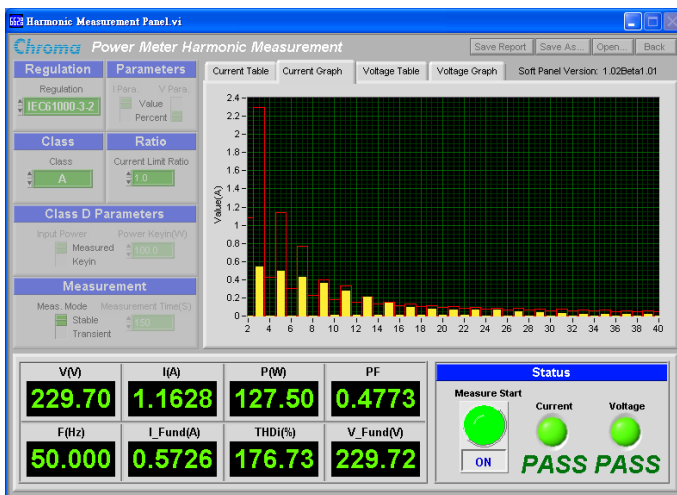 6620 Harmonic Measurement Panel.vi
Chroma Power Meter Harmonic Measurement
Save Report Save As... Open... Back
Regulation
Regulation
IEC61000-3-2
Parameters
I Para. V Para.
Value
Percent
Class
Class
A
Ratio
Current Limit Ratio
1.0
Class D Parameters
Input Power Power Keyin(W)
Measured
Keyin
100.0
Measurement
Meas. Mode Measurement Time(S)
Stable
Transient
150
Current Table Current Graph Voltage Table Voltage Graph Soft Panel Version: 1.02Beta1.01
Value(A)
2.4
2.2
2.0
1.8
1.6
1.4
1.2
1.0
0.8
0.6
0.4
0.2
0
2 4 6 8 10 12 14 16 18 20 22 24 26 28 30 32 34 36 38 40
V(V) I(A) P(W) PF
229.70 1.1628 127.50 0.4773
F(Hz) I_Fund(A) THDi(%) V_Fund(V)
50.000 0.5726 176.73 229.72
Status
Measure Start
Current Voltage
ON
PASS PASS